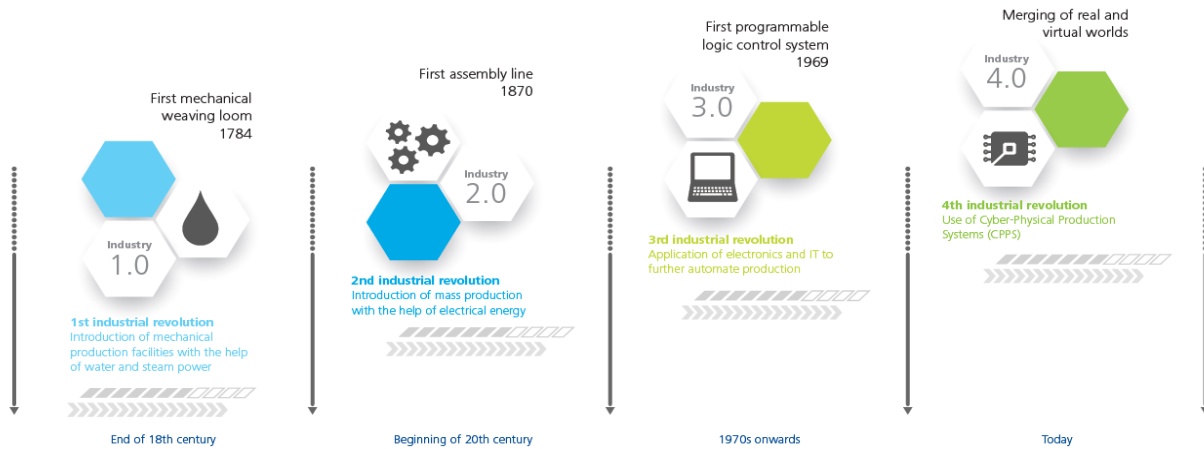 First mechanical
weaving loom
1784
Industry
1.0
1st industrial revolution
Introduction of mechanical
production facilities with the help
of water and steam power
End of 18th century
First assembly line
1870
Industry
2.0
2nd industrial revolution
Introduction of mass production
with the help of electrical energy
Beginning of 20th century
First programmable
logic control system
1969
Industry
3.0
3rd industrial revolution
Application of electronics and IT to
further automate production
1970s onwards
Merging of real and
virtual worlds
Industry
4.0
4th industrial revolution
Use of Cyber-Physical Production
Systems (CPPS)
Today